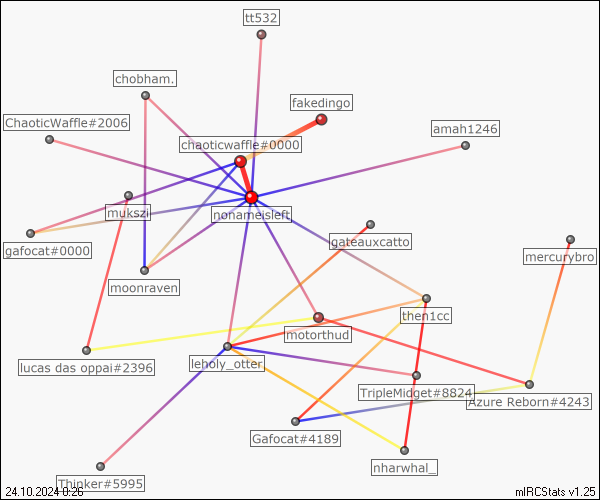 tt532
chobham.
fakedingo
ChaoticWaffle#2006
amah1246
chaoticwaffle#0000
mukszi
nonameisleft
gateauxcatto
gafocat#0000
mercurybro
moonraven
then1cc
motorthud
lucas das oppai#2396
leboly_otter.
TripleMidget#8824
Azure Reborn#4243
Gafocat#4189
nharwhal_
Thinker#5995
24.10.2024 0:26
mIRCStats v1.25